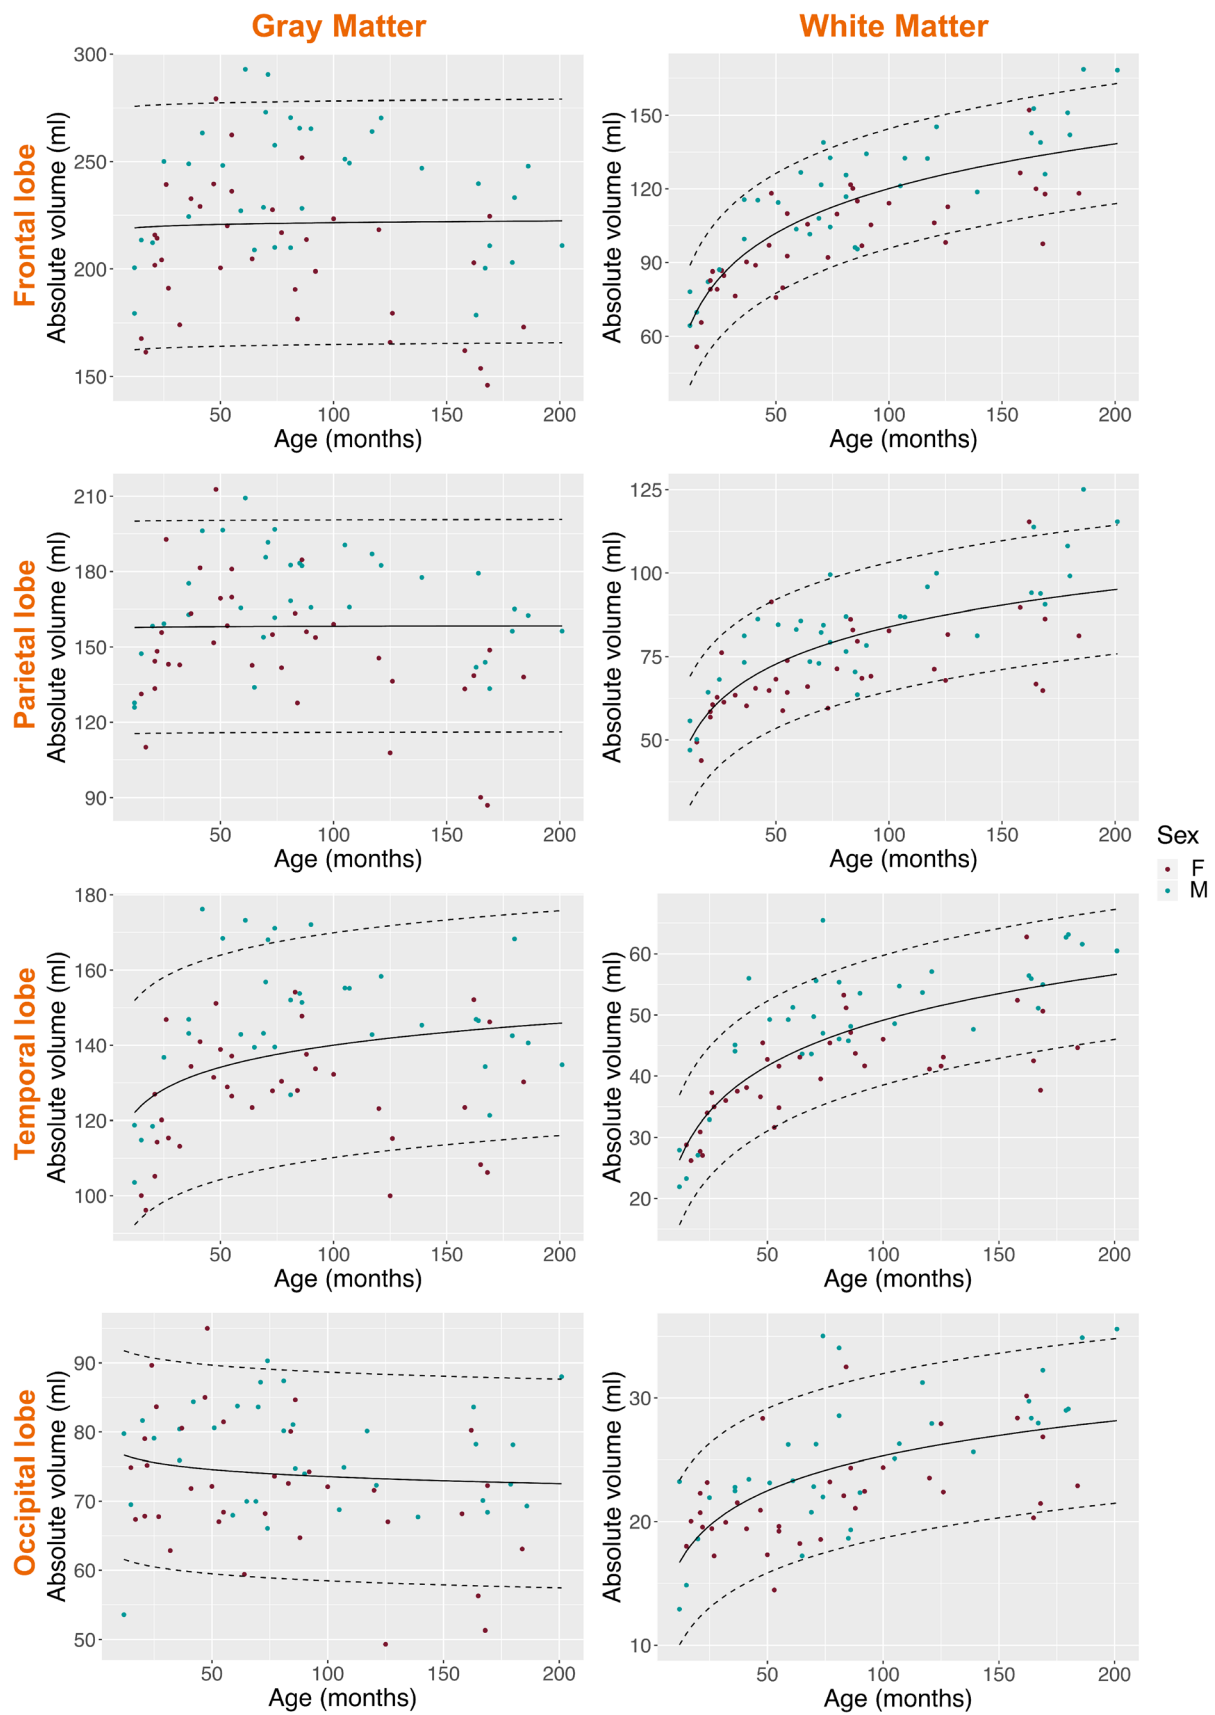 Gray Matter White Matter
Frontal lobe
Absolute volume (ml)
300
250
200
150
50 100 150 200
Age (months)
Absolute volume (ml)
150
120
90
60
50 100 150 200
Age (months)
Parietal lobe
Absolute volume (ml)
210
180
150
120
90
50 100 150 200
Age (months)
Absolute volume (ml)
125
100
75
50
50 100 150 200
Age (months)
Sex
F
M
Temporal lobe
Absolute volume (ml)
180
160
140
120
100
50 100 150 200
Age (months)
Absolute volume (ml)
60
50
40
30
20
50 100 150 200
Age (months)
Occipital lobe
Absolute volume (ml)
90
80
70
60
50
50 100 150 200
Age (months)
Absolute volume (ml)
30
20
10
50 100 150 200
Age (months)